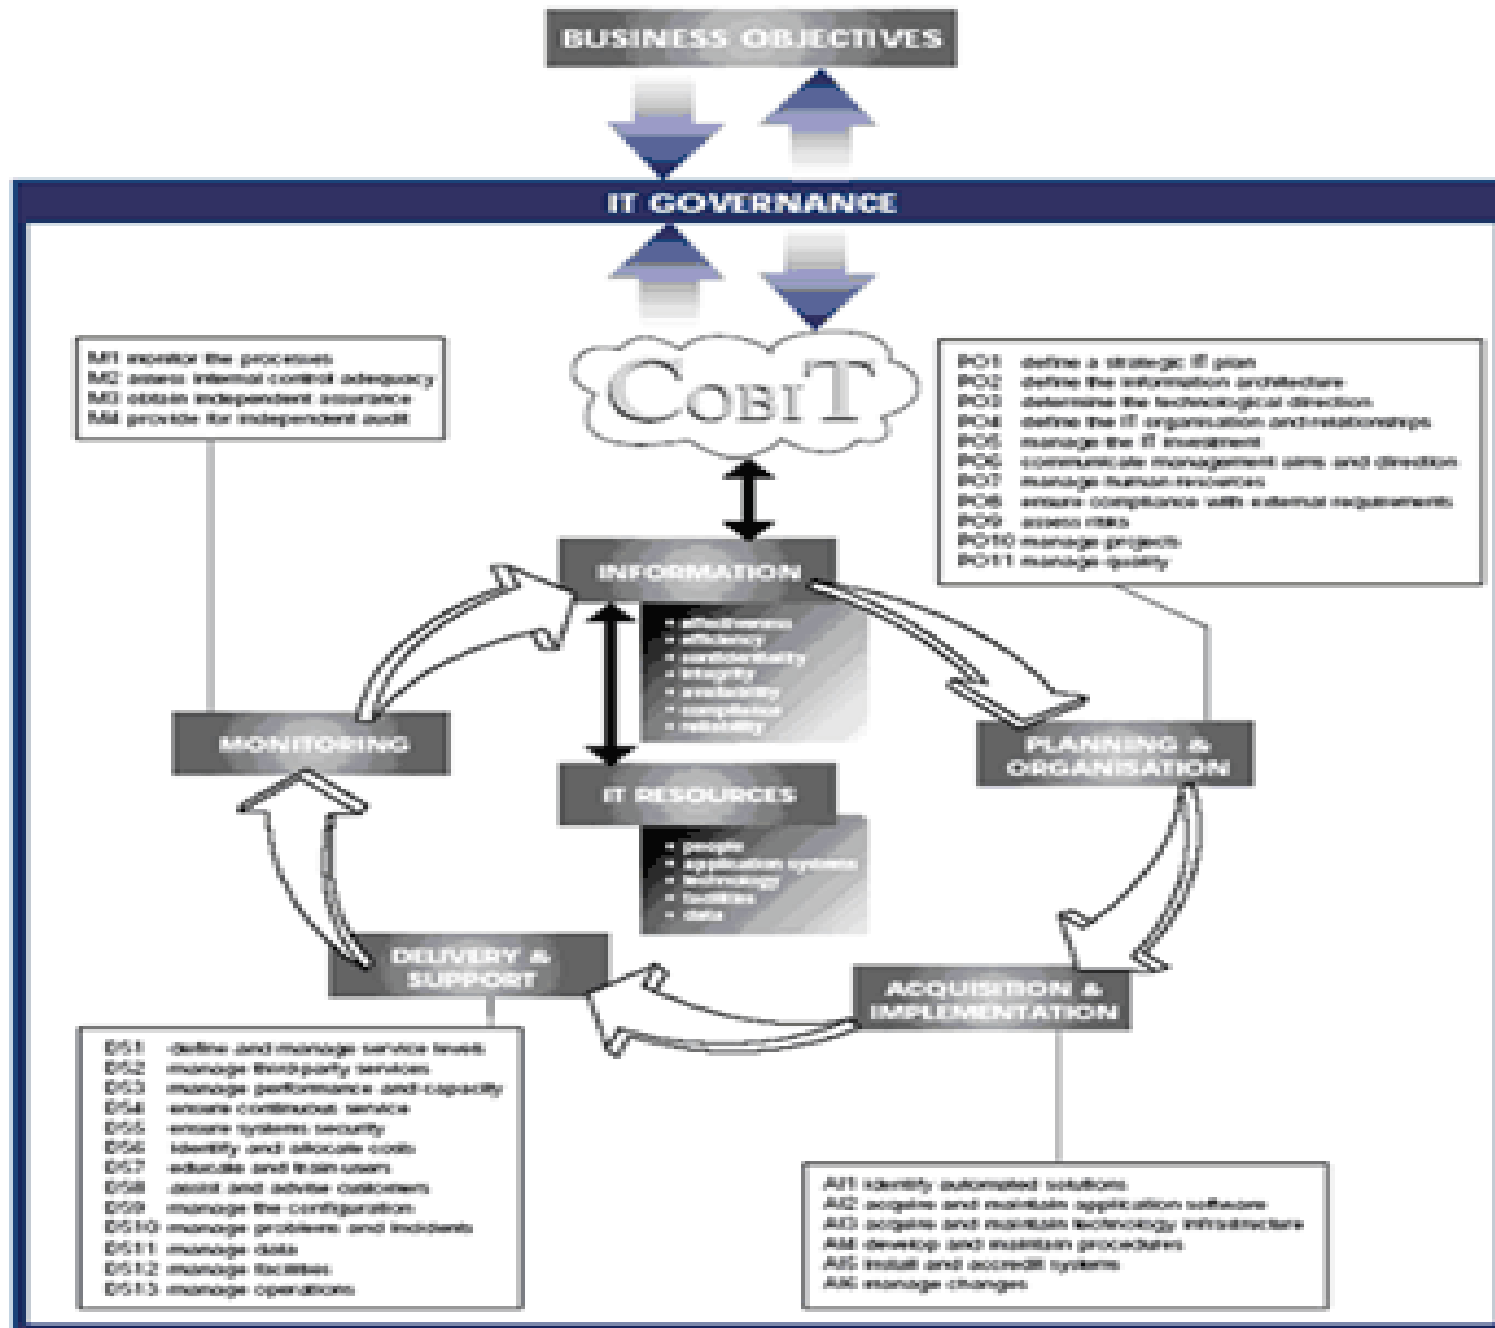 BUSINESS OBJECTIVES
IT GOVERNANCE
COBIT
M1 monitor the processes
M2 assess internal control adequacy
M3 obtain independent assurance
M4 provide for independent audit
PO1 define a strategic IT plan
PO2 define the information architecture
PO3 determine the technological direction
PO4 define the IT organisation and relationships
PO5 manage the IT investment
PO6 communicate management aims and direction
PO7 manage human resources
PO8 ensure compliance with external requirements
PO9 assess risks
PO10 manage projects
PO11 manage quality
INFORMATION
• effectiveness
• efficiency
• confidentiality
• integrity
• availability
• compliance
• reliability
MONITORING
PLANNING &
ORGANISATION
IT RESOURCES
• people
• application systems
• technology
• facilities
• data
DELIVERY &
SUPPORT
ACQUISITION &
IMPLEMENTATION
DS1 define and manage service levels
DS2 manage third-party services
DS3 manage performance and capacity
DS4 ensure continuous service
DS5 ensure systems security
DS6 identify and allocate costs
DS7 educate and train users
DS8 assist and advise customers
DS9 manage the configuration
DS10 manage problems and incidents
DS11 manage data
DS12 manage facilities
DS13 manage operations
AI1 identify automated solutions
AI2 acquire and maintain application software
AI3 acquire and maintain technology infrastructure
AI4 develop and maintain procedures
AI5 install and accredit systems
AI6 manage changes